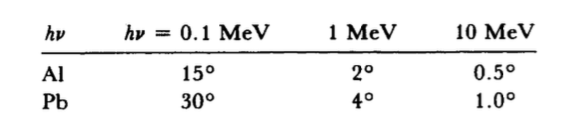 hν hν = 0.1 MeV 1 MeV 10 MeV
Al 15° 2° 0.5°
Pb 30° 4° 1.0°